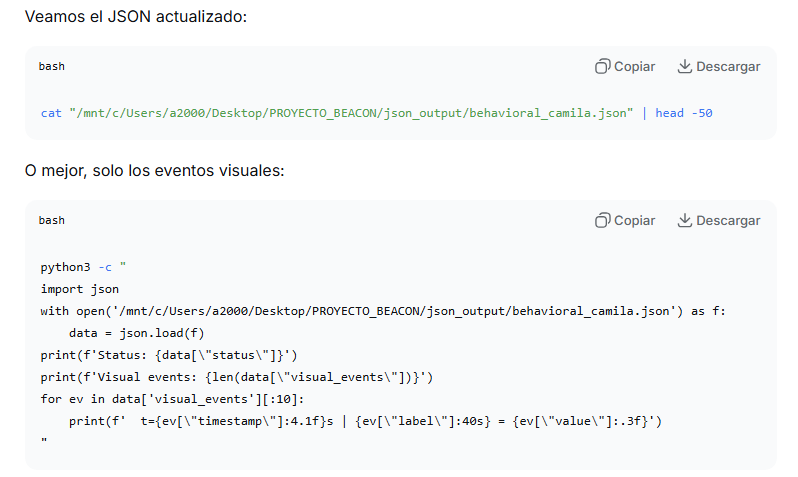 Veamos el JSON actualizado:
bash
Copiar
Descargar
cat "/mnt/c/Users/a2000/Desktop/PROYECTO_BEACON/json_output/behavioral_camila.json" | head -50
O mejor, solo los eventos visuales:
bash
Copiar
Descargar
python3 -c "
import json
with open('/mnt/c/Users/a2000/Desktop/PROYECTO_BEACON/json_output/behavioral_camila.json') as f:
    data = json.load(f)
print(f'Status: {data[\"status\"]}')
print(f'Visual events: {len(data[\"visual_events\"])}')
for ev in data['visual_events'][:10]:
    print(f'  t={ev[\"timestamp\"]:4.1f}s | {ev[\"label\"]:40s} = {ev[\"value\"]:.3f}')
"